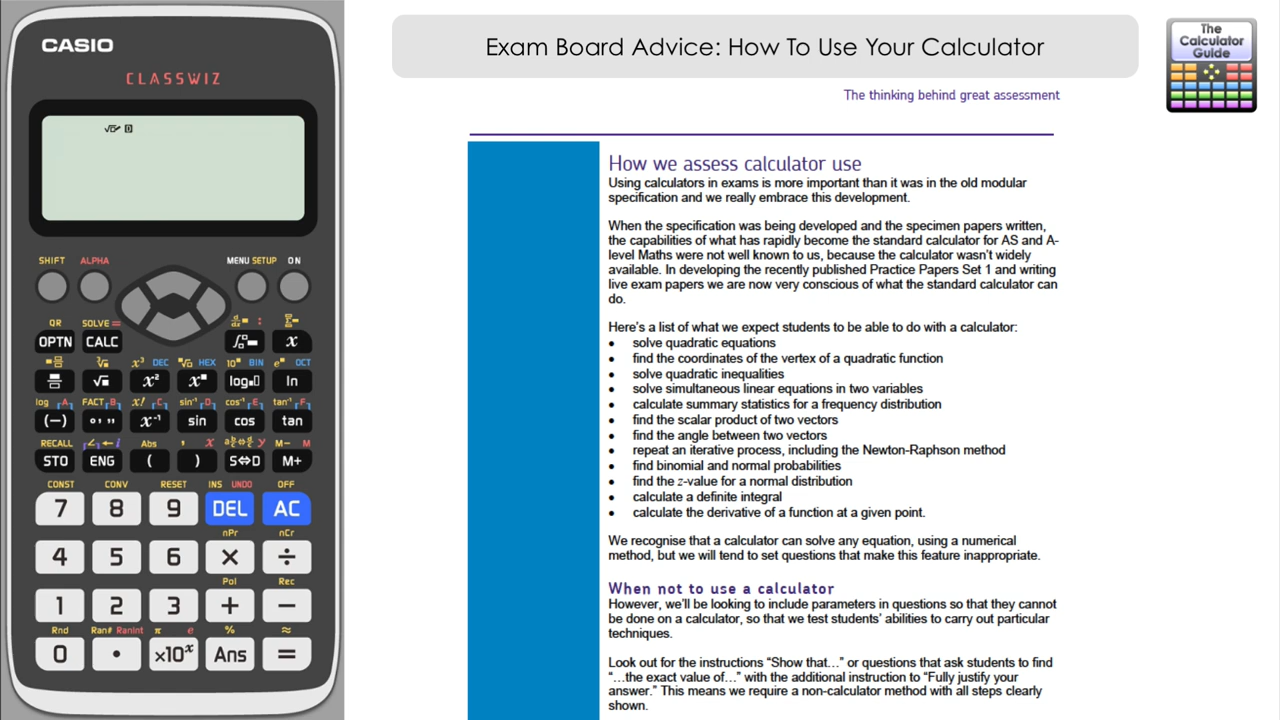 CASIO
CLASSWIZ
SHIFT ALPHA MENU SETUP ON
QR SOLVE = d/dx : Σ
OPTN CALC ∫ x
x³ DEC √ HEX 10 BIN e OCT
√ x² x log ln
log A FACT B x! C sin⁻¹ D cos⁻¹ E tan⁻¹ F
(−) ° ’ ” x⁻¹ sin cos tan
RECALL ∠ ← i Abs , x a b/c ⇔ d/c y M− M
STO ENG ( ) S⇔D M+
CONST CONV RESET INS UNDO OFF
7 8 9 DEL AC
nPr nCr
4 5 6 × ÷
Pol Rec
1 2 3 + −
Rnd Ran# RanInt π e % ≈
0 • ×10ˣ Ans =
Exam Board Advice: How To Use Your Calculator
The
Calculator
Guide
The thinking behind great assessment
How we assess calculator use
Using calculators in exams is more important than it was in the old modular
specification and we really embrace this development.
When the specification was being developed and the specimen papers written,
the capabilities of what has rapidly become the standard calculator for AS and A-
level Maths were not well known to us, because the calculator wasn’t widely
available. In developing the recently published Practice Papers Set 1 and writing
live exam papers we are now very conscious of what the standard calculator can
do.
Here’s a list of what we expect students to be able to do with a calculator:
• solve quadratic equations
• find the coordinates of the vertex of a quadratic function
• solve quadratic inequalities
• solve simultaneous linear equations in two variables
• calculate summary statistics for a frequency distribution
• find the scalar product of two vectors
• find the angle between two vectors
• repeat an iterative process, including the Newton-Raphson method
• find binomial and normal probabilities
• find the z-value for a normal distribution
• calculate a definite integral
• calculate the derivative of a function at a given point.
We recognise that a calculator can solve any equation, using a numerical
method, but we will tend to set questions that make this feature inappropriate.
When not to use a calculator
However, we’ll be looking to include parameters in questions so that they cannot
be done on a calculator, so that we test students’ abilities to carry out particular
techniques.
Look out for the instructions “Show that…” or questions that ask students to find
“…the exact value of…” with the additional instruction to “Fully justify your
answer.” This means we require a non-calculator method with all steps clearly
shown.